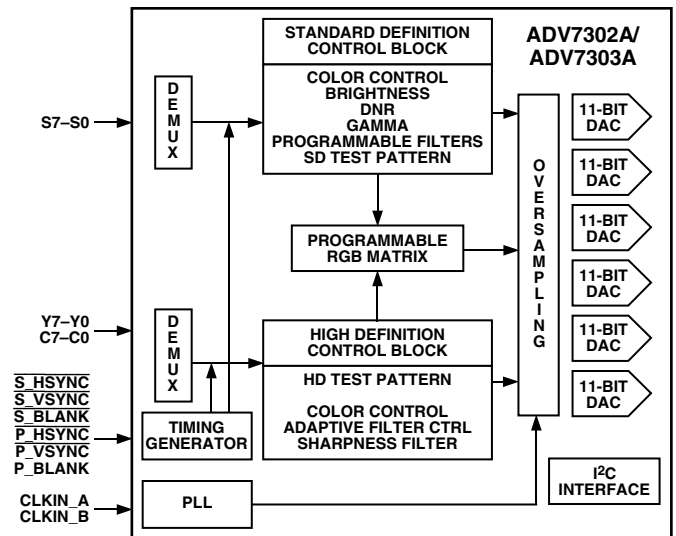 ADV7302A/
ADV7303A
STANDARD DEFINITION
CONTROL BLOCK
COLOR CONTROL
BRIGHTNESS
DNR
GAMMA
PROGRAMMABLE FILTERS
SD TEST PATTERN
DEMUX
S7–S0
11-BIT
DAC
11-BIT
DAC
11-BIT
DAC
11-BIT
DAC
11-BIT
DAC
11-BIT
DAC
OVERSAMPLING
PROGRAMMABLE
RGB MATRIX
Y7–Y0
C7–C0
DEMUX
HIGH DEFINITION
CONTROL BLOCK
HD TEST PATTERN
COLOR CONTROL
ADAPTIVE FILTER CTRL
SHARPNESS FILTER
S_HSYNC
S_VSYNC
S_BLANK
P_HSYNC
P_VSYNC
P_BLANK
TIMING
GENERATOR
CLKIN_A
CLKIN_B
PLL
I²C
INTERFACE